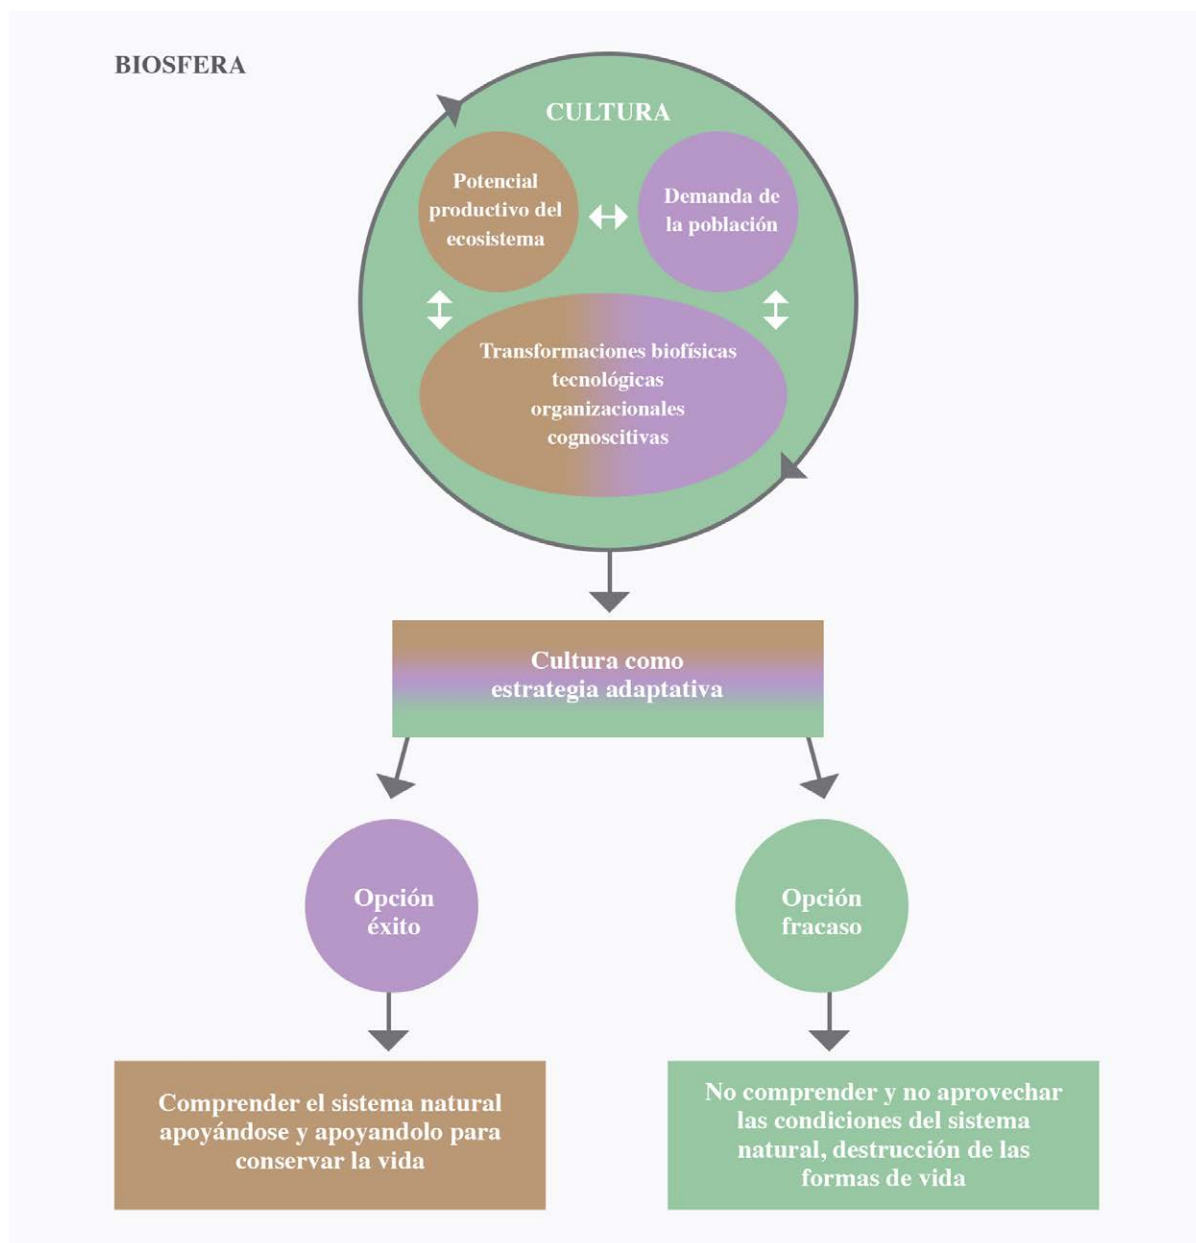 BIOSFERA
CULTURA
Potencial
productivo del
ecosistema
Demanda de
la población
Transformaciones biofísicas
tecnológicas
organizacionales
cognoscitivas
Cultura como
estrategia adaptativa
Opción
éxito
Opción
fracaso
Comprender el sistema natural
apoyándose y apoyandolo para
conservar la vida
No comprender y no aprovechar
las condiciones del sistema
natural, destrucción de las
formas de vida